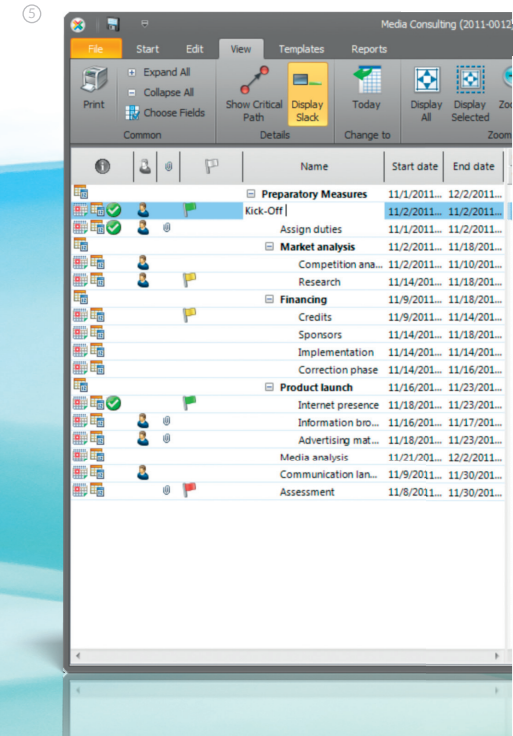 5
Media Consulting (2011-0012)
File Start Edit View Templates Reports
Print
Expand All
Collapse All
Choose Fields
Common
Show Critical Path
Display Slack
Details
Today
Change to
Display All
Display Selected
Zoom
Name Start date End date
Preparatory Measures 11/1/2011... 12/2/2011...
Kick-Off 11/2/2011... 11/2/2011...
Assign duties 11/1/2011... 11/2/2011...
Market analysis 11/2/2011... 11/18/201...
Competition ana... 11/2/2011... 11/10/201...
Research 11/14/201... 11/18/201...
Financing 11/9/2011... 11/18/201...
Credits 11/9/2011... 11/14/201...
Sponsors 11/14/201... 11/18/201...
Implementation 11/14/201... 11/14/201...
Correction phase 11/14/201... 11/16/201...
Product launch 11/16/201... 11/23/201...
Internet presence 11/18/201... 11/23/201...
Information bro... 11/16/201... 11/17/201...
Advertising mat... 11/18/201... 11/23/201...
Media analysis 11/21/201... 12/2/2011...
Communication lan... 11/9/2011... 11/30/201...
Assessment 11/8/2011... 11/30/201...